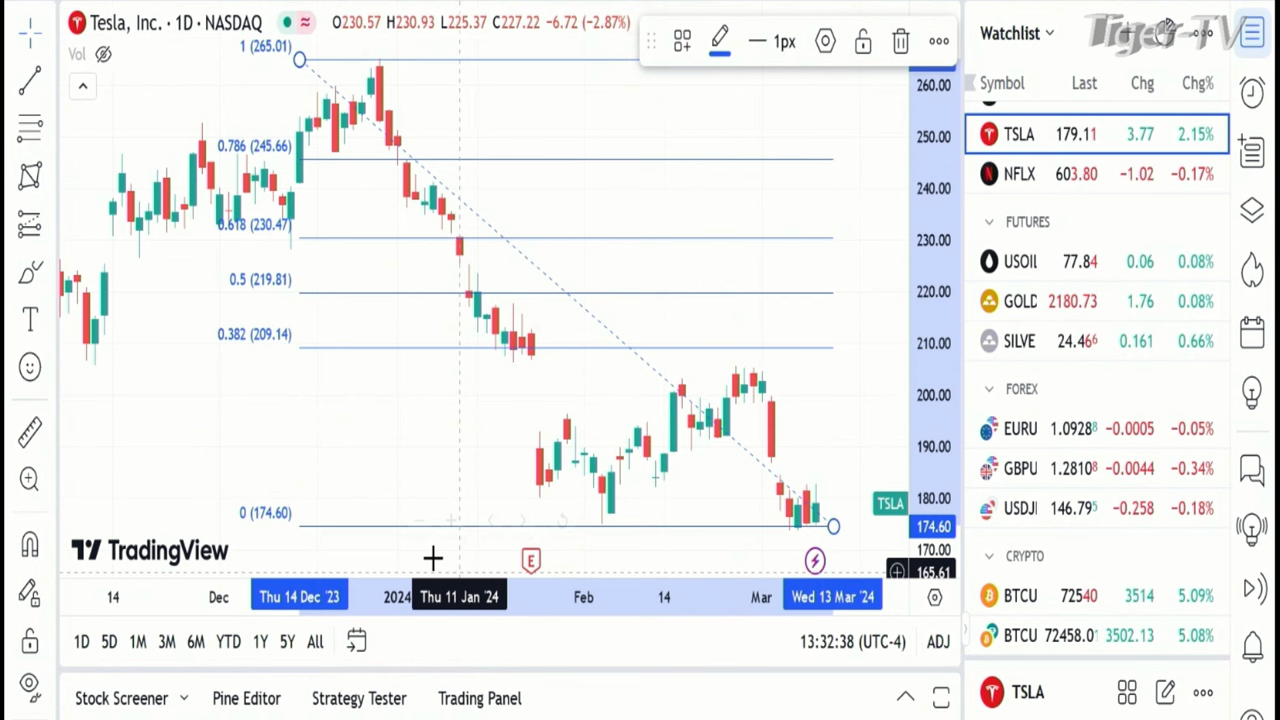 Tesla, Inc. · 1D · NASDAQ
O230.57 H230.93 L225.37 C227.22 −6.72 (−2.87%)
Vol
1px
1 (265.01)
0.786 (245.66)
0.618 (230.47)
0.5 (219.81)
0.382 (209.14)
0 (174.60)
260.00
250.00
240.00
230.00
220.00
210.00
200.00
190.00
180.00
TSLA
174.60
170.00
165.61
TradingView
E
14
Dec
Thu 14 Dec '23
2024
Thu 11 Jan '24
Feb
14
Mar
Wed 13 Mar '24
1D 5D 1M 3M 6M YTD 1Y 5Y All
13:32:38 (UTC-4)
ADJ
Stock Screener
Pine Editor
Strategy Tester
Trading Panel
Watchlist
Tiger-TV
Symbol Last Chg Chg%
TSLA 179.11 3.77 2.15%
NFLX 603.80 −1.02 −0.17%
FUTURES
USOIL 77.84 0.06 0.08%
GOLD 2180.73 1.76 0.08%
SILVE 24.466 0.161 0.66%
FOREX
EURU 1.09288 −0.0005 −0.05%
GBPU 1.28108 −0.0044 −0.34%
USDJ 146.795 −0.258 −0.18%
CRYPTO
BTCU 72540 3514 5.09%
BTCU 72458.01 3502.13 5.08%
TSLA